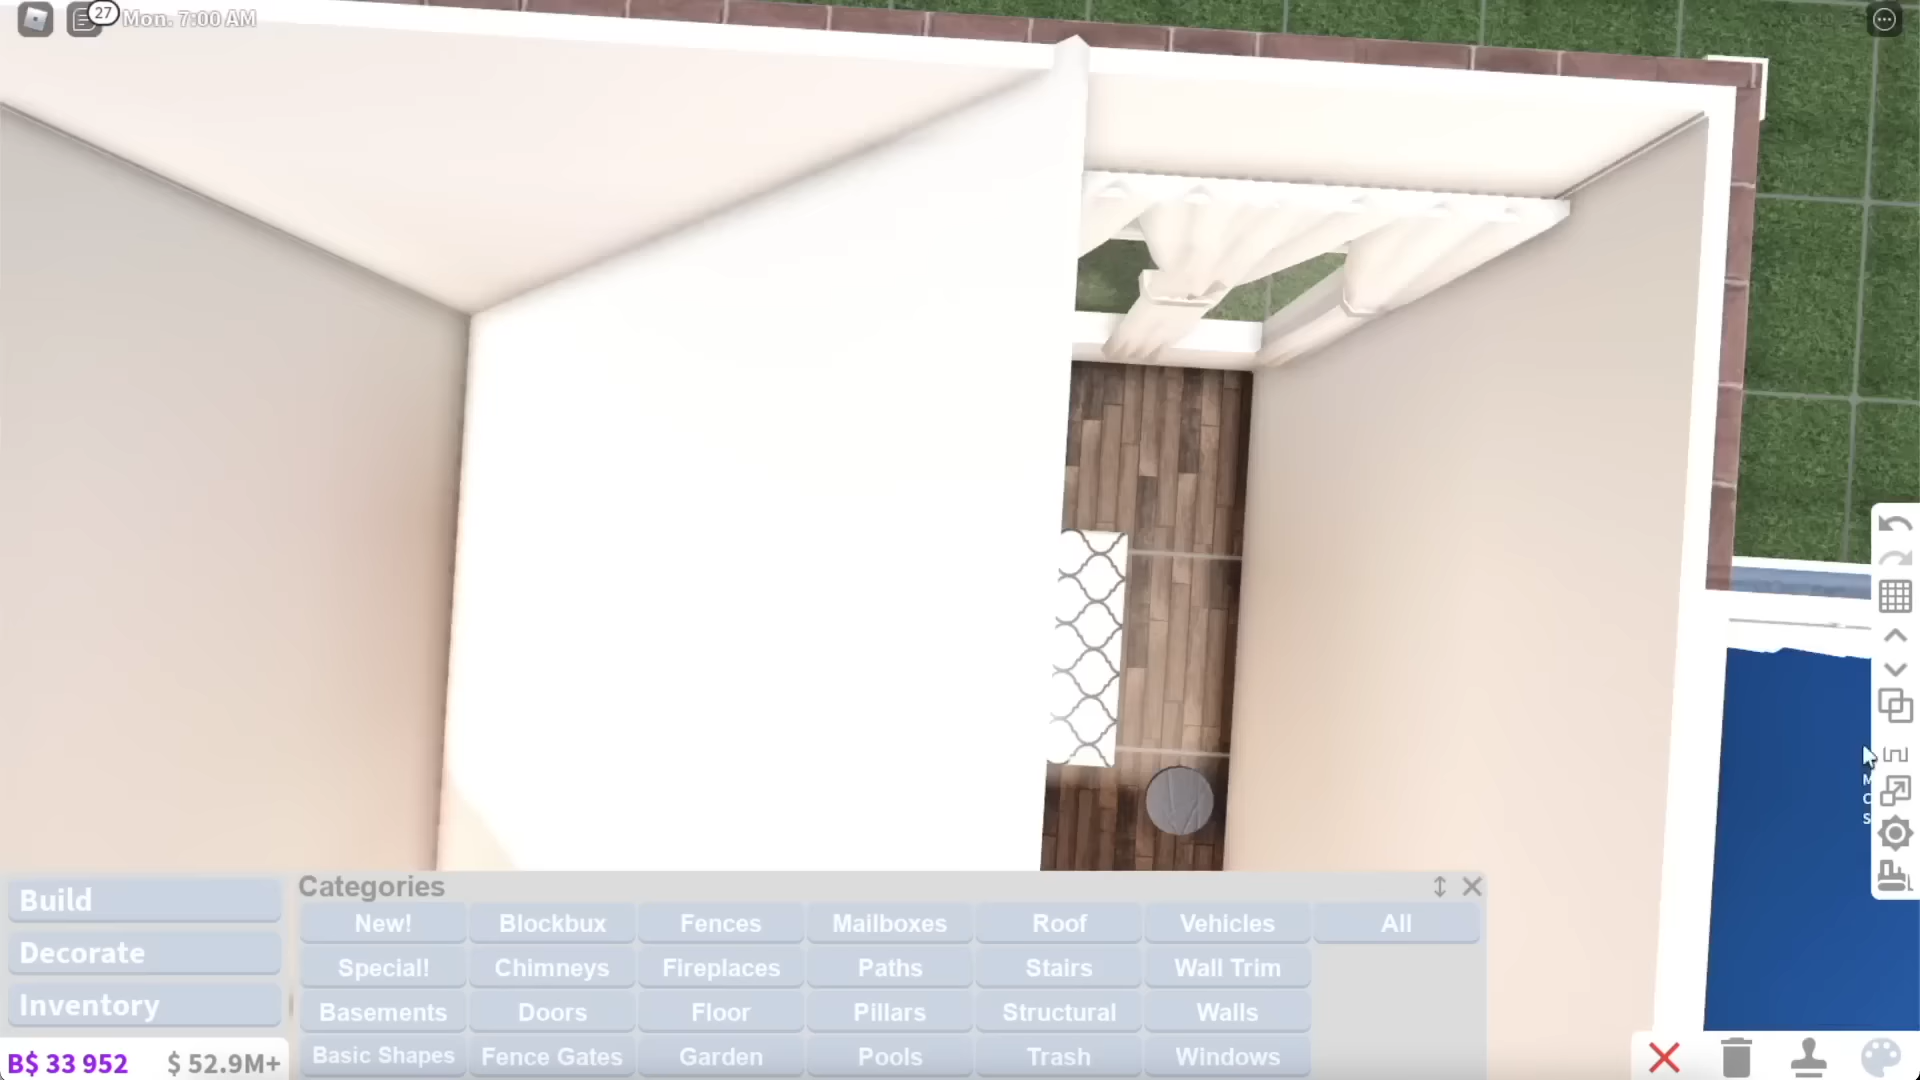 27
Mon. 7:00 AM
M
C
S
Build
Decorate
Inventory
B$ 33 952
$ 52.9M+
Categories
New!
Blockbux
Fences
Mailboxes
Roof
Vehicles
All
Special!
Chimneys
Fireplaces
Paths
Stairs
Wall Trim
Basements
Doors
Floor
Pillars
Structural
Walls
Basic Shapes
Fence Gates
Garden
Pools
Trash
Windows